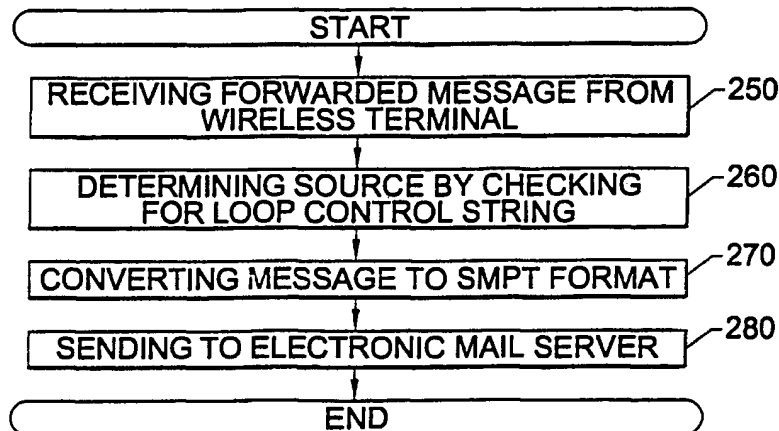 START
RECEIVING FORWARDED MESSAGE FROM
WIRELESS TERMINAL
250
DETERMINING SOURCE BY CHECKING
FOR LOOP CONTROL STRING
260
CONVERTING MESSAGE TO SMPT FORMAT
270
SENDING TO ELECTRONIC MAIL SERVER
280
END